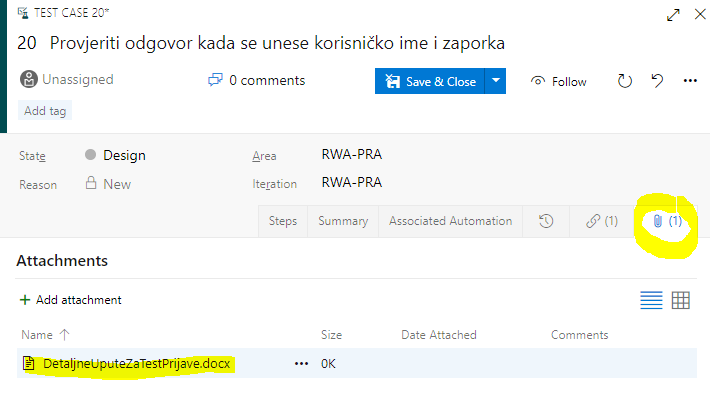 TEST CASE 20*
20 Provjeriti odgovor kada se unese korisničko ime i zaporka
Unassigned 0 comments Save & Close Follow
Add tag
State Design Area RWA-PRA
Reason New Iteration RWA-PRA
Steps Summary Associated Automation (1) (1)
Attachments
+ Add attachment
Name Size Date Attached Comments
DetaljneUputeZaTestPrijave.docx ... 0K